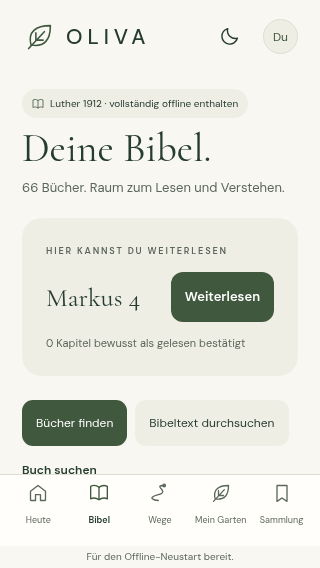 OLIVA
Du
Luther 1912 · vollständig offline enthalten
Deine Bibel.
66 Bücher. Raum zum Lesen und Verstehen.
HIER KANNST DU WEITERLESEN
Markus 4
Weiterlesen
0 Kapitel bewusst als gelesen bestätigt
Bücher finden
Bibeltext durchsuchen
Buch suchen
Heute
Bibel
Wege
Mein Garten
Sammlung
Für den Offline-Neustart bereit.